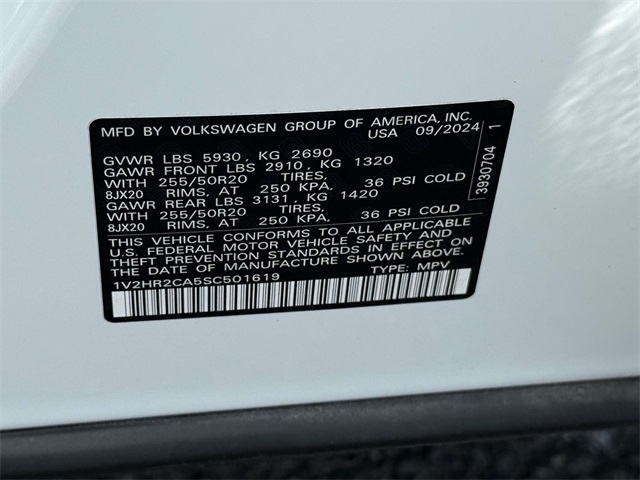 MFD BY VOLKSWAGEN GROUP OF AMERICA, INC.
USA 09/2024
GVWR LBS 5930, KG 2690
GAWR FRONT LBS 2910, KG 1320
WITH 255/50R20 TIRES,
8JX20 RIMS, AT 250 KPA, 36 PSI COLD
GAWR REAR LBS 3131, KG 1420
WITH 255/50R20 TIRES,
8JX20 RIMS, AT 250 KPA, 36 PSI COLD
THIS VEHICLE CONFORMS TO ALL APPLICABLE
U.S. FEDERAL MOTOR VEHICLE SAFETY AND
THEFT PREVENTION STANDARDS IN EFFECT ON
DATE OF MANUFACTURE SHOWN ABOVE.
1V2HR2CA5SC501619 TYPE: MPV
3930704 1